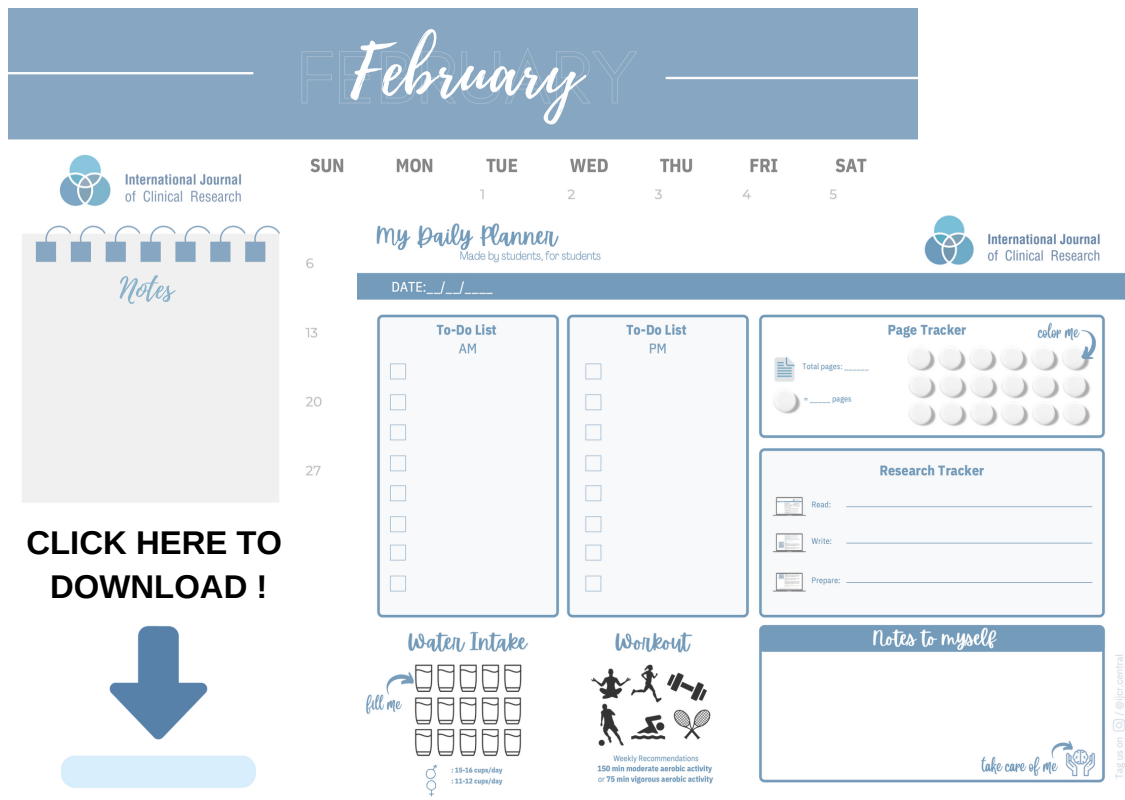 FEBRUARY
February
SUN MON TUE WED THU FRI SAT
1 2 3 4 5
International Journal
of Clinical Research
Notes
6
13
20
27
CLICK HERE TO
DOWNLOAD !
My Daily Planner
Made by students, for students
International Journal
of Clinical Research
DATE:__/__/____
To-Do List
AM
To-Do List
PM
Page Tracker
color me
Total pages: ______
= _____ pages
Research Tracker
Read:
Write:
Prepare:
Water Intake
fill me
: 15-16 cups/day
: 11-12 cups/day
Workout
Weekly Recommendations
150 min moderate aerobic activity
or 75 min vigorous aerobic activity
Notes to myself
take care of me
Tag us on / @ijcr.central